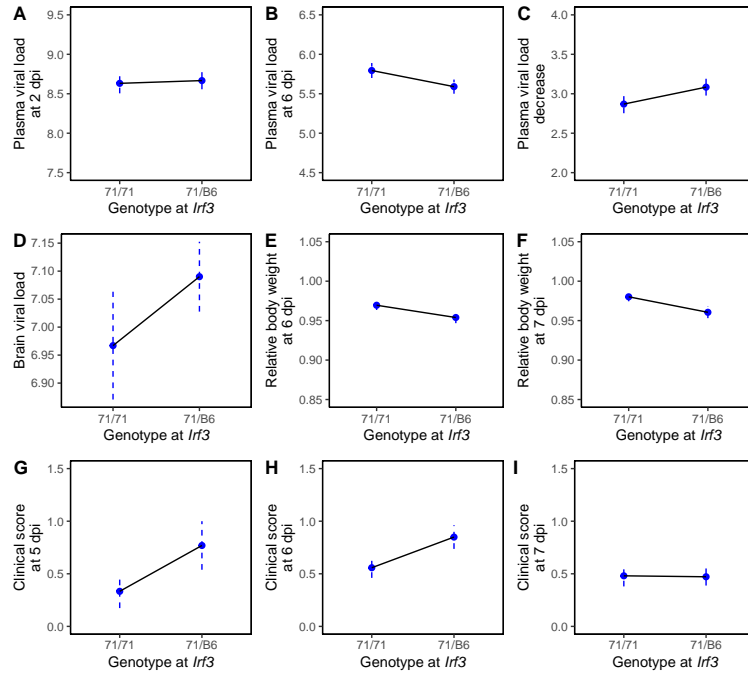 A
Plasma viral load
at 2 dpi
9.5
9.0
8.5
8.0
7.5
71/71
71/B6
Genotype at Irf3
B
Plasma viral load
at 6 dpi
6.5
6.0
5.5
5.0
4.5
71/71
71/B6
Genotype at Irf3
C
Plasma viral load
decrease
4.0
3.5
3.0
2.5
2.0
71/71
71/B6
Genotype at Irf3
D
Brain viral load
7.15
7.10
7.05
7.00
6.95
6.90
71/71
71/B6
Genotype at Irf3
E
Relative body weight
at 6 dpi
1.05
1.00
0.95
0.90
0.85
71/71
71/B6
Genotype at Irf3
F
Relative body weight
at 7 dpi
1.05
1.00
0.95
0.90
0.85
71/71
71/B6
Genotype at Irf3
G
Clinical score
at 5 dpi
1.5
1.0
0.5
0.0
71/71
71/B6
Genotype at Irf3
H
Clinical score
at 6 dpi
1.5
1.0
0.5
0.0
71/71
71/B6
Genotype at Irf3
I
Clinical score
at 7 dpi
1.5
1.0
0.5
0.0
71/71
71/B6
Genotype at Irf3